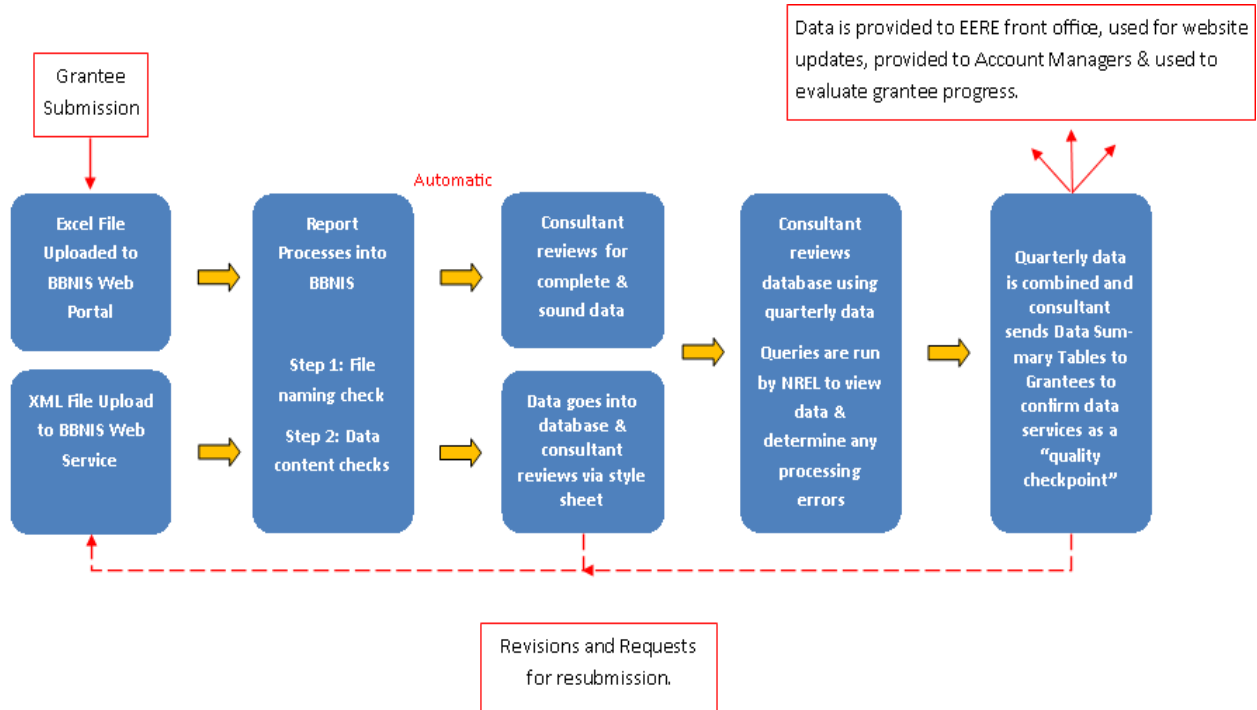 Data is provided to EERE front office, used for website
updates, provided to Account Managers & used to
evaluate grantee progress.
Grantee
Submission
Automatic
Excel File
Uploaded to
BBNIS Web
Portal
XML File Upload
to BBNIS Web
Service
Report
Processes into
BBNIS
Step 1: File
naming check
Step 2: Data
content checks
Consultant
reviews for
complete &
sound data
Data goes into
database &
consultant
reviews via style
sheet
Consultant
reviews
database using
quarterly data
Queries are run
by NREL to view
data &
determine any
processing
errors
Quarterly data
is combined and
consultant
sends Data Sum-
mary Tables to
Grantees to
confirm data
services as a
“quality
checkpoint”
Revisions and Requests
for resubmission.